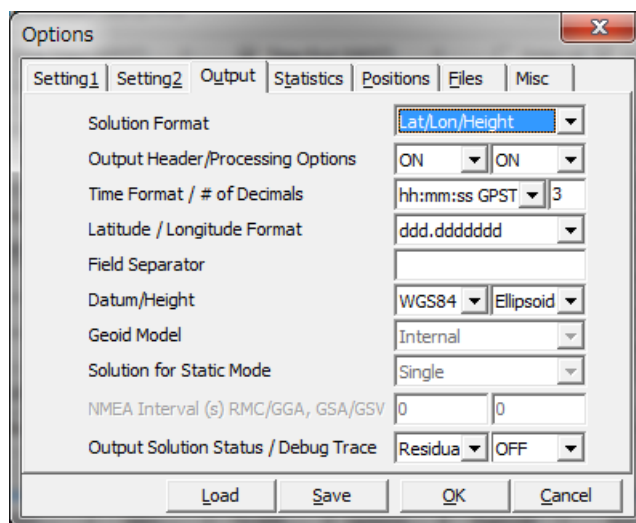 Options
Setting1 Setting2 Output Statistics Positions Files Misc
Solution Format Lat/Lon/Height
Output Header/Processing Options ON ON
Time Format / # of Decimals hh:mm:ss GPST 3
Latitude / Longitude Format ddd.ddddddd
Field Separator
Datum/Height WGS84 Ellipsoid
Geoid Model Internal
Solution for Static Mode Single
NMEA Interval (s) RMC/GGA, GSA/GSV 0 0
Output Solution Status / Debug Trace Residua OFF
Load Save OK Cancel